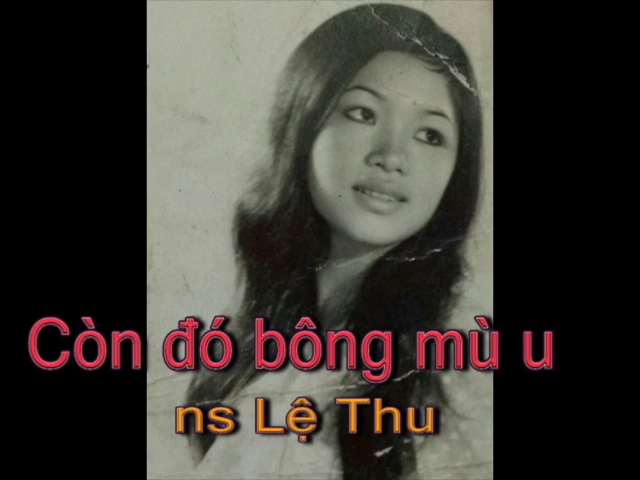 Còn đó bông mù u
ns Lệ Thu